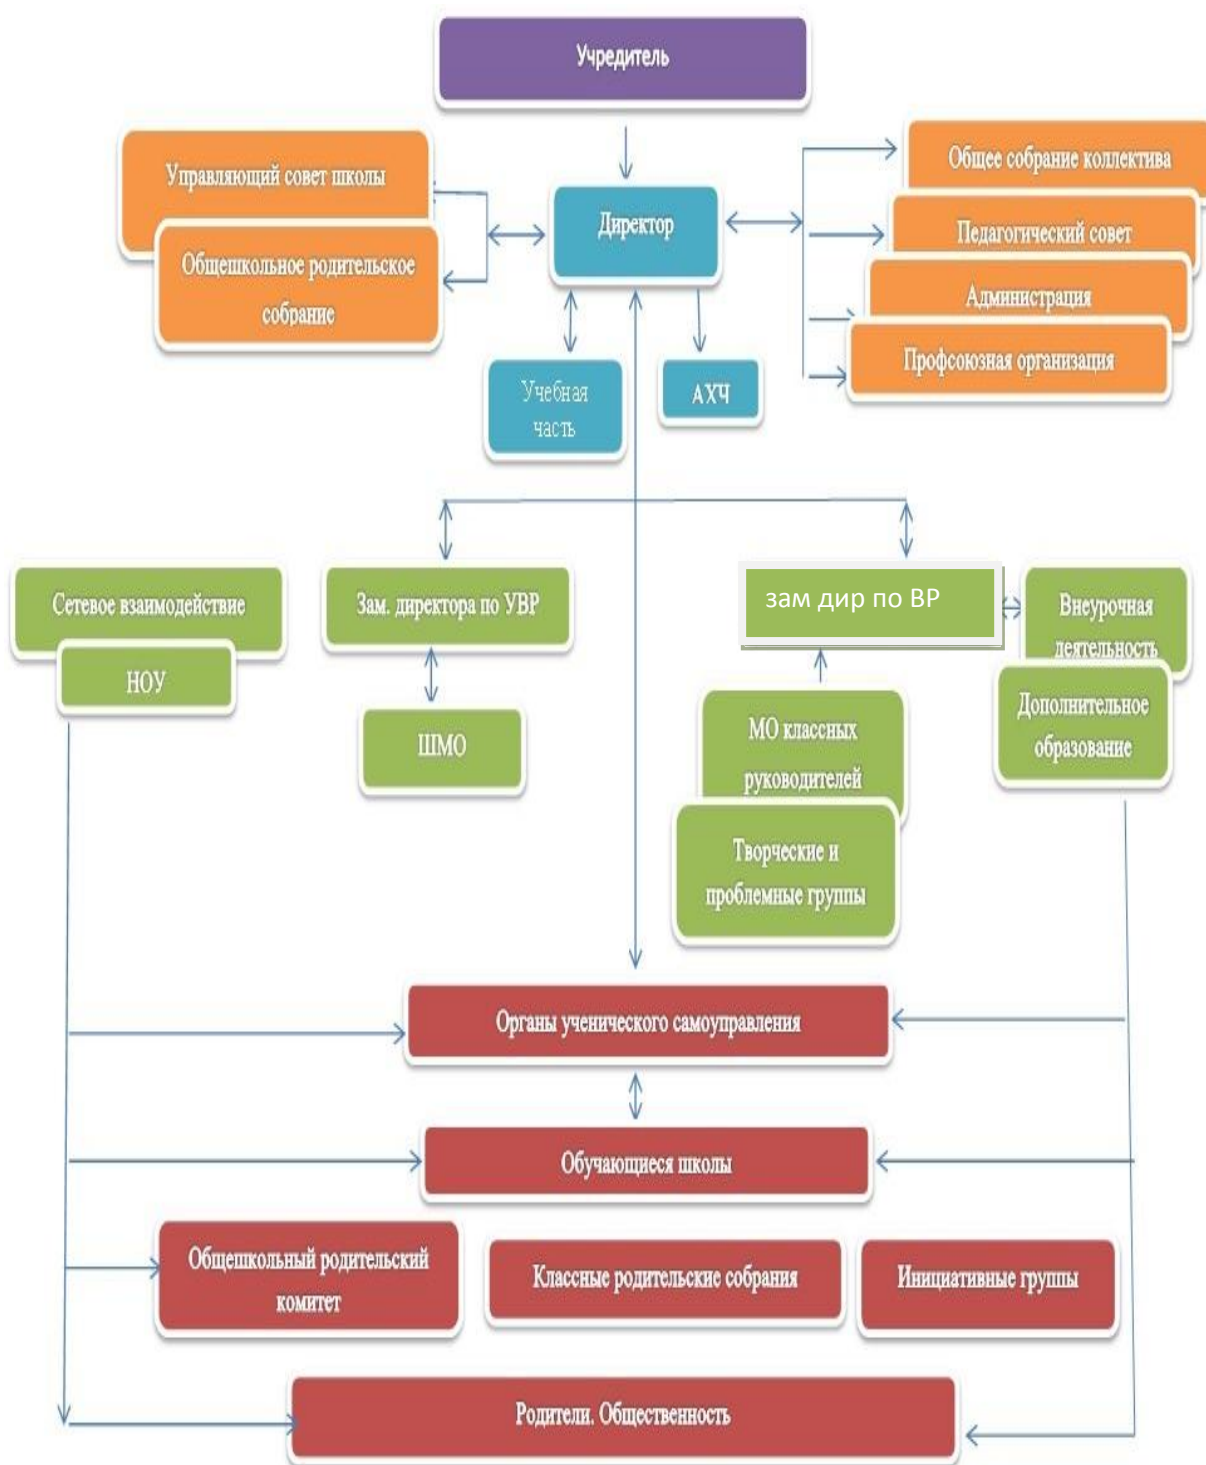 Учредитель
Управляющий совет школы
Общешкольное родительское
собрание
Директор
Общее собрание коллектива
Педагогический совет
Администрация
Профсоюзная организация
Учебная
часть
АХЧ
Сетевое взаимодействие
НОУ
Зам. директора по УВР
ШМО
зам дир по ВР
Внеурочная
деятельность
Дополнительное
образование
МО классных
руководителей
Творческие и
проблемные группы
Органы ученического самоуправления
Обучающиеся школы
Общешкольный родительский
комитет
Классные родительские собрания
Инициативные группы
Родители. Общественность